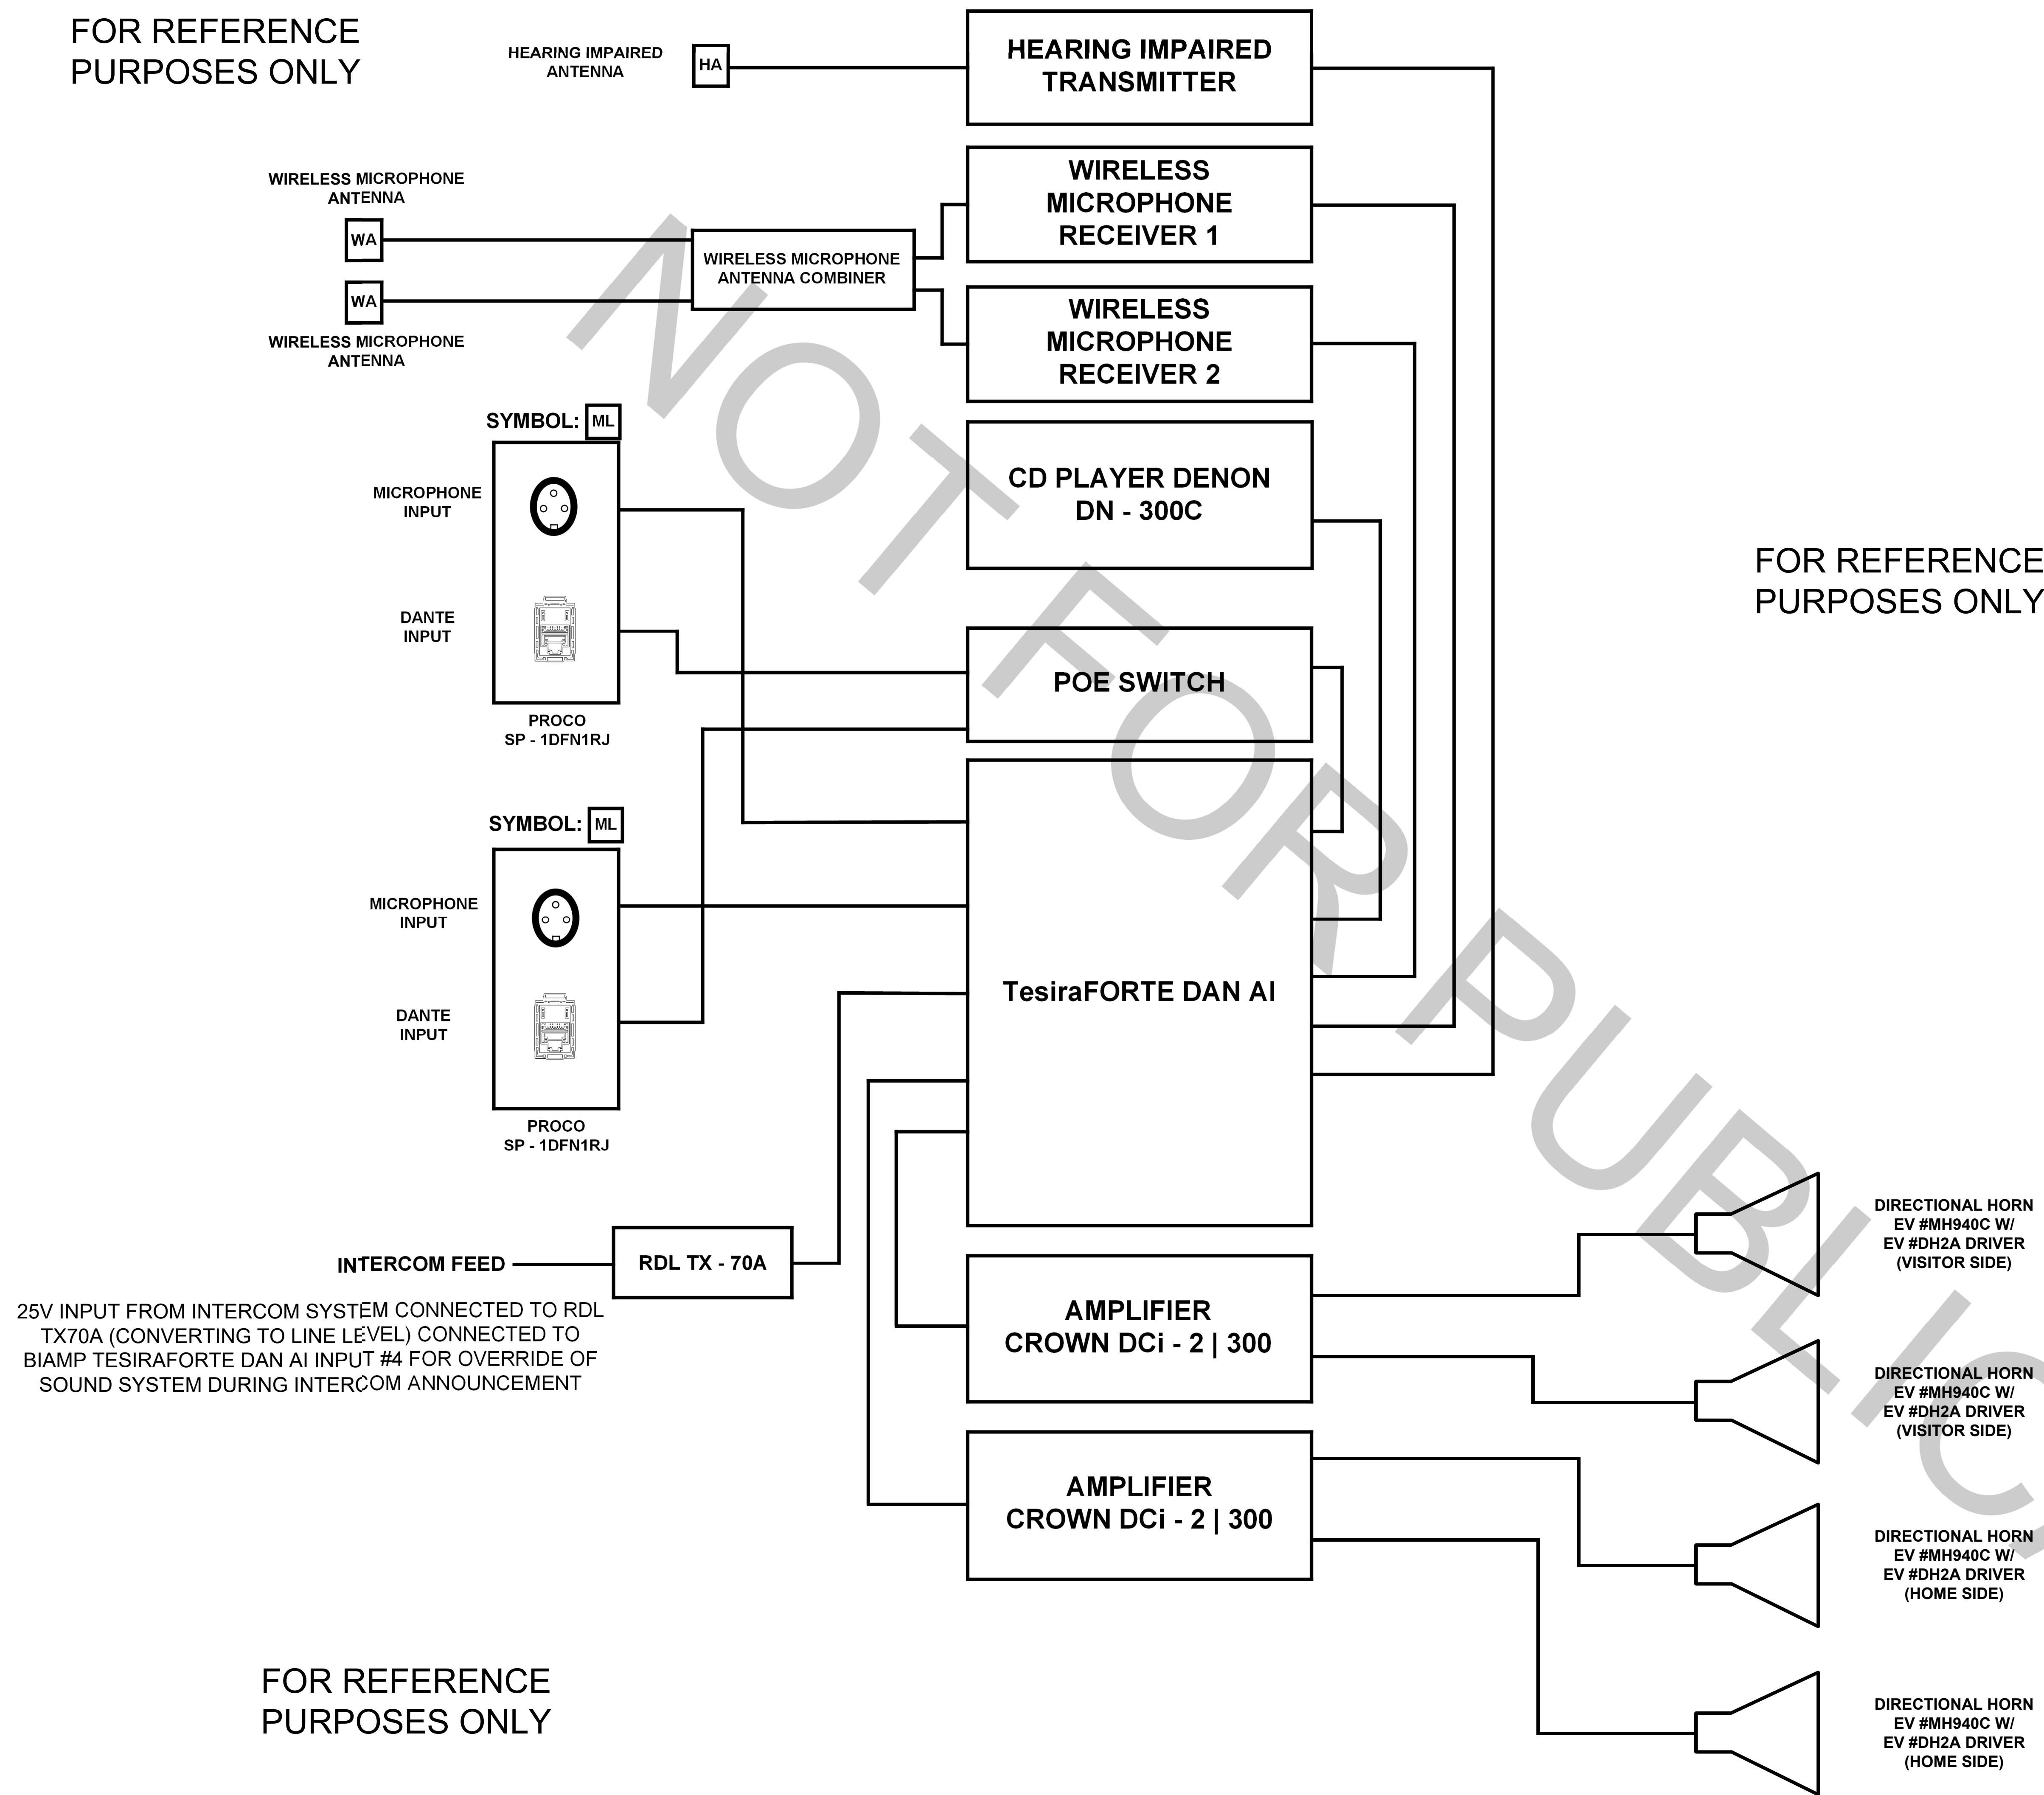 FOR REFERENCE
PURPOSES ONLY
HEARING IMPAIRED
ANTENNA
HA
HEARING IMPAIRED
TRANSMITTER
WIRELESS MICROPHONE
ANTENNA
WA
WA
WIRELESS MICROPHONE
ANTENNA
WIRELESS MICROPHONE
ANTENNA COMBINER
WIRELESS
MICROPHONE
RECEIVER 1
WIRELESS
MICROPHONE
RECEIVER 2
SYMBOL: ML
MICROPHONE
INPUT
DANTE
INPUT
PROCO
SP - 1DFN1RJ
CD PLAYER DENON
DN - 300C
FOR REFERENCE
PURPOSES ONLY
POE SWITCH
SYMBOL: ML
MICROPHONE
INPUT
DANTE
INPUT
PROCO
SP - 1DFN1RJ
TesiraFORTE DAN AI
INTERCOM FEED
RDL TX - 70A
25V INPUT FROM INTERCOM SYSTEM CONNECTED TO RDL
TX70A (CONVERTING TO LINE LEVEL) CONNECTED TO
BIAMP TESIRAFORTE DAN AI INPUT #4 FOR OVERRIDE OF
SOUND SYSTEM DURING INTERCOM ANNOUNCEMENT
AMPLIFIER
CROWN DCi - 2 | 300
AMPLIFIER
CROWN DCi - 2 | 300
DIRECTIONAL HORN
EV #MH940C W/
EV #DH2A DRIVER
(VISITOR SIDE)
DIRECTIONAL HORN
EV #MH940C W/
EV #DH2A DRIVER
(VISITOR SIDE)
DIRECTIONAL HORN
EV #MH940C W/
EV #DH2A DRIVER
(HOME SIDE)
DIRECTIONAL HORN
EV #MH940C W/
EV #DH2A DRIVER
(HOME SIDE)
FOR REFERENCE
PURPOSES ONLY
NOT FOR PUBLIC